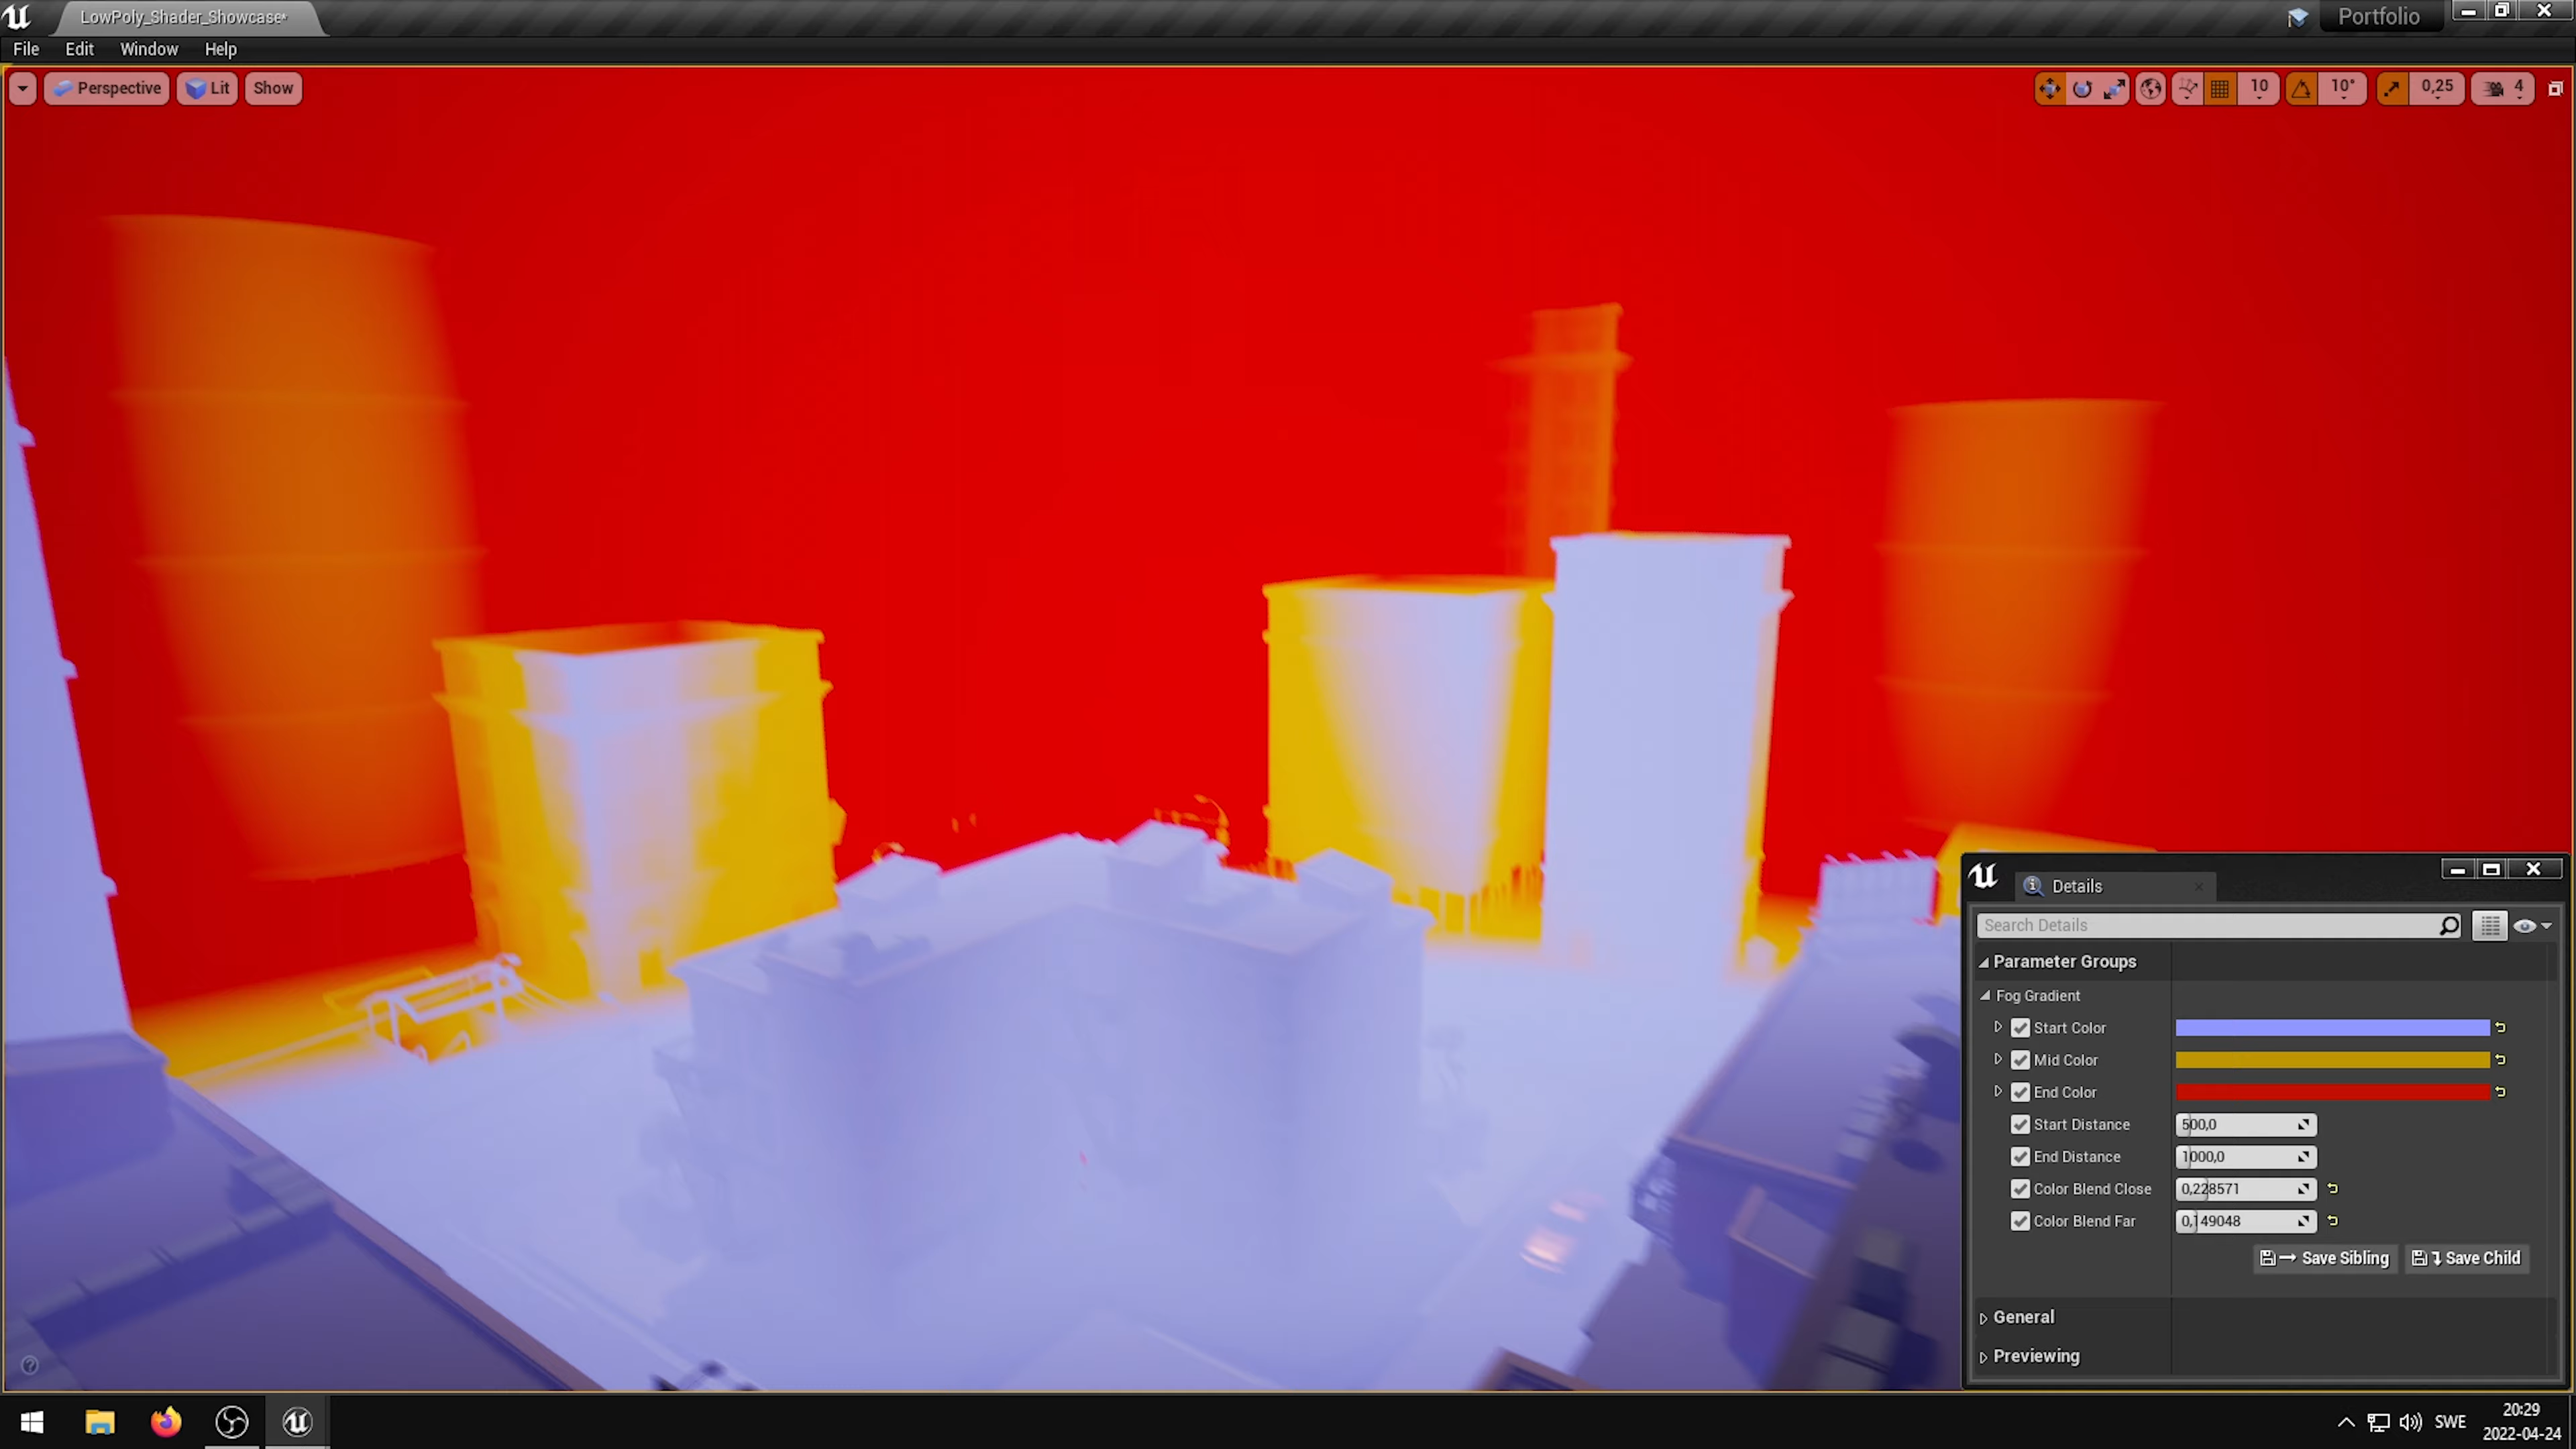 LowPoly_Shader_Showcase*
Portfolio
File Edit Window Help
Perspective Lit Show
10 10° 0,25 4
Details
Search Details
Parameter Groups
Fog Gradient
Start Color
Mid Color
End Color
Start Distance 500,0
End Distance 1000,0
Color Blend Close 0,228571
Color Blend Far 0,149048
Save Sibling Save Child
General
Previewing
SWE
20:29
2022-04-24